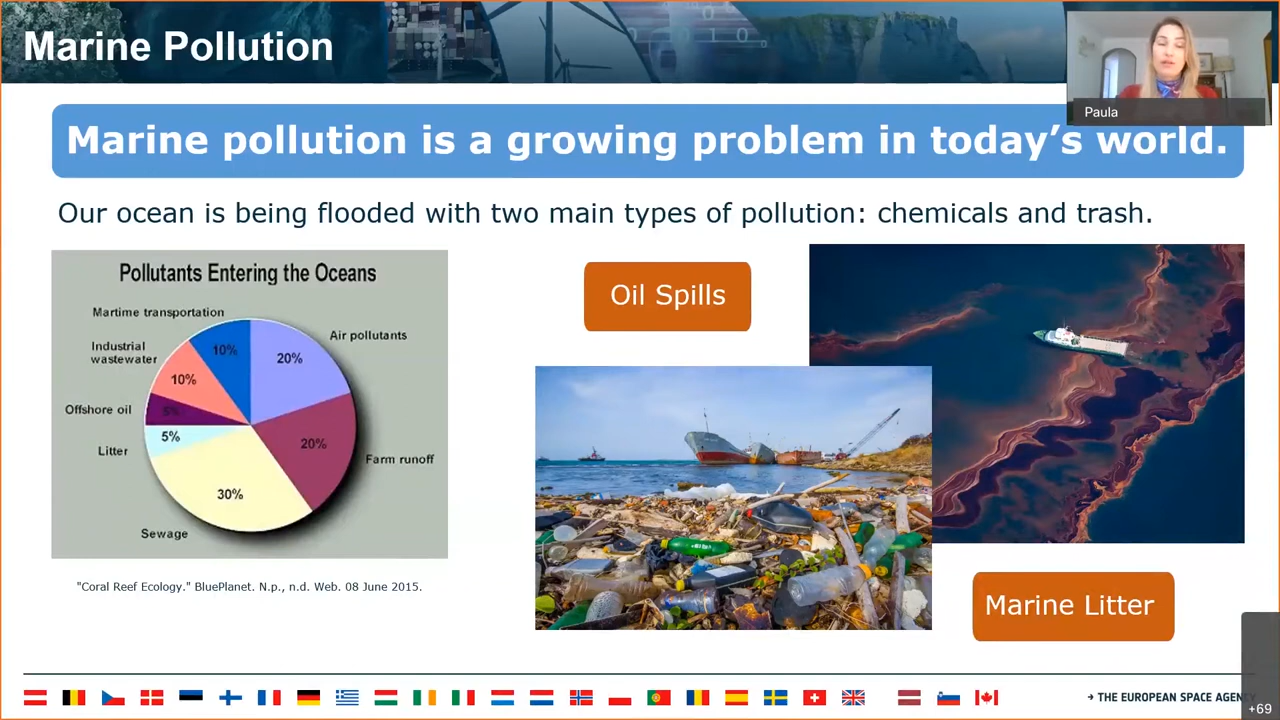 Marine Pollution
Paula
Marine pollution is a growing problem in today’s world.
Our ocean is being flooded with two main types of pollution: chemicals and trash.
Pollutants Entering the Oceans
Martime transportation
10%
Air pollutants
20%
Industrial
wastewater
10%
Offshore oil
5%
5%
Litter
20%
Farm runoff
30%
Sewage
"Coral Reef Ecology." BluePlanet. N.p., n.d. Web. 08 June 2015.
Oil Spills
Marine Litter
→ THE EUROPEAN SPACE AGENCY
+69